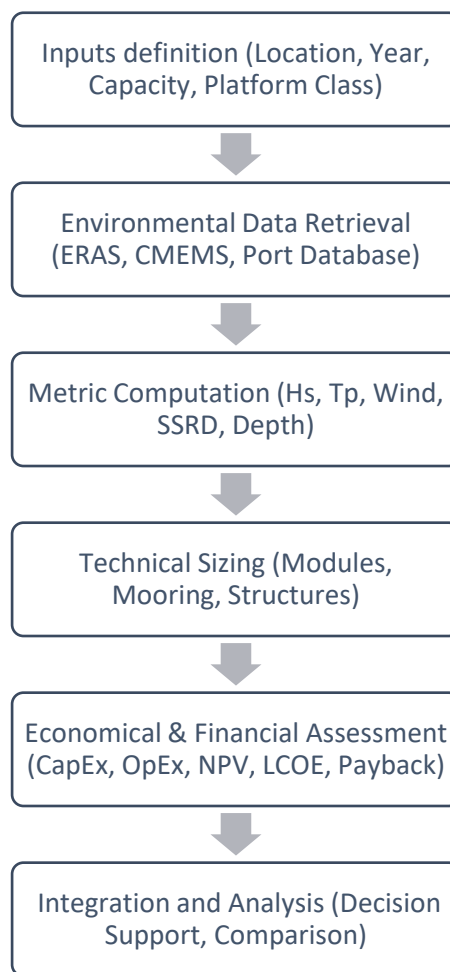 Inputs definition (Location, Year,
Capacity, Platform Class)
Environmental Data Retrieval
(ERAS, CMEMS, Port Database)
Metric Computation (Hs, Tp, Wind,
SSRD, Depth)
Technical Sizing (Modules,
Mooring, Structures)
Economical & Financial Assessment
(CapEx, OpEx, NPV, LCOE, Payback)
Integration and Analysis (Decision
Support, Comparison)